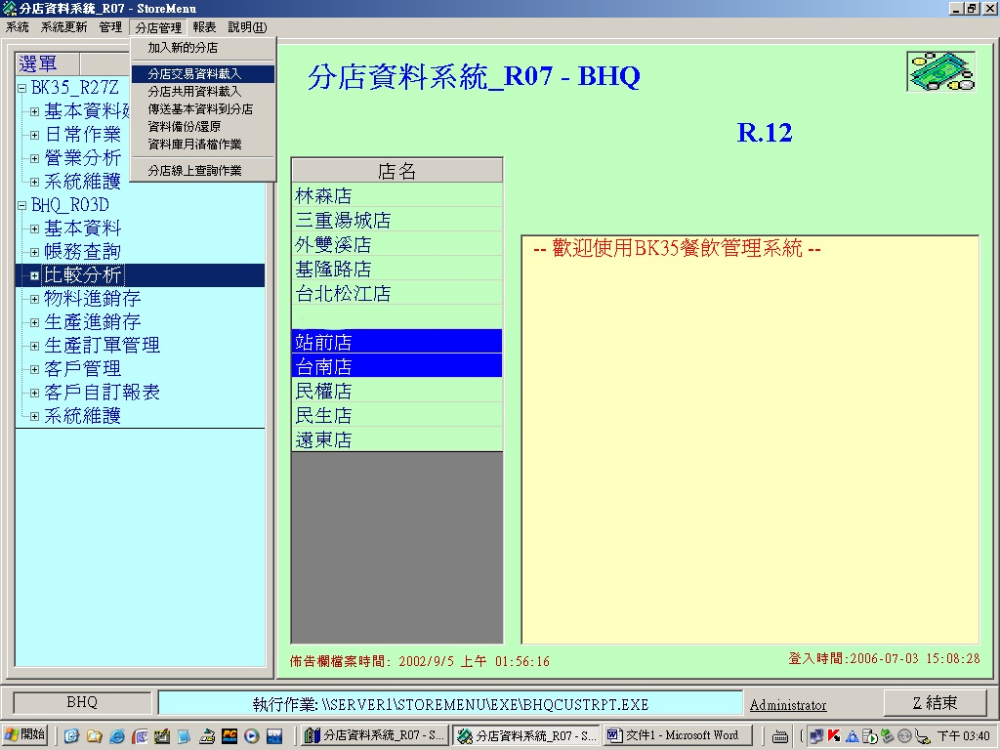 分店資料系統_R07 - StoreMenu
系統 系統更新 管理 分店管理 報表 說明(H)
加入新的分店
分店交易資料載入
分店共用資料載入
傳送基本資料到分店
資料備份/還原
資料庫月清檔作業
分店線上查詢作業
選單
BK35_R27Z
基本資料
日常作業
營業分析
系統維護
BHQ_R03D
基本資料
帳務查詢
比較分析
物料進銷存
生產進銷存
生產訂單管理
客戶管理
客戶自訂報表
系統維護
分店資料系統_R07 - BHQ
R.12
店名
林森店
三重湯城店
外雙溪店
基隆路店
台北松江店
站前店
台南店
民權店
民生店
遠東店
-- 歡迎使用BK35餐飲管理系統 --
佈告欄檔案時間: 2002/9/5 上午 01:56:16
登入時間:2006-07-03 15:08:28
BHQ
執行作業: \\SERVER1\STOREMENU\EXE\BHQCUSTRPT.EXE
Administrator
Z 結束
開始
分店資料系統_R07 - S...
分店資料系統_R07 - S...
文件1 - Microsoft Word
下午 03:40